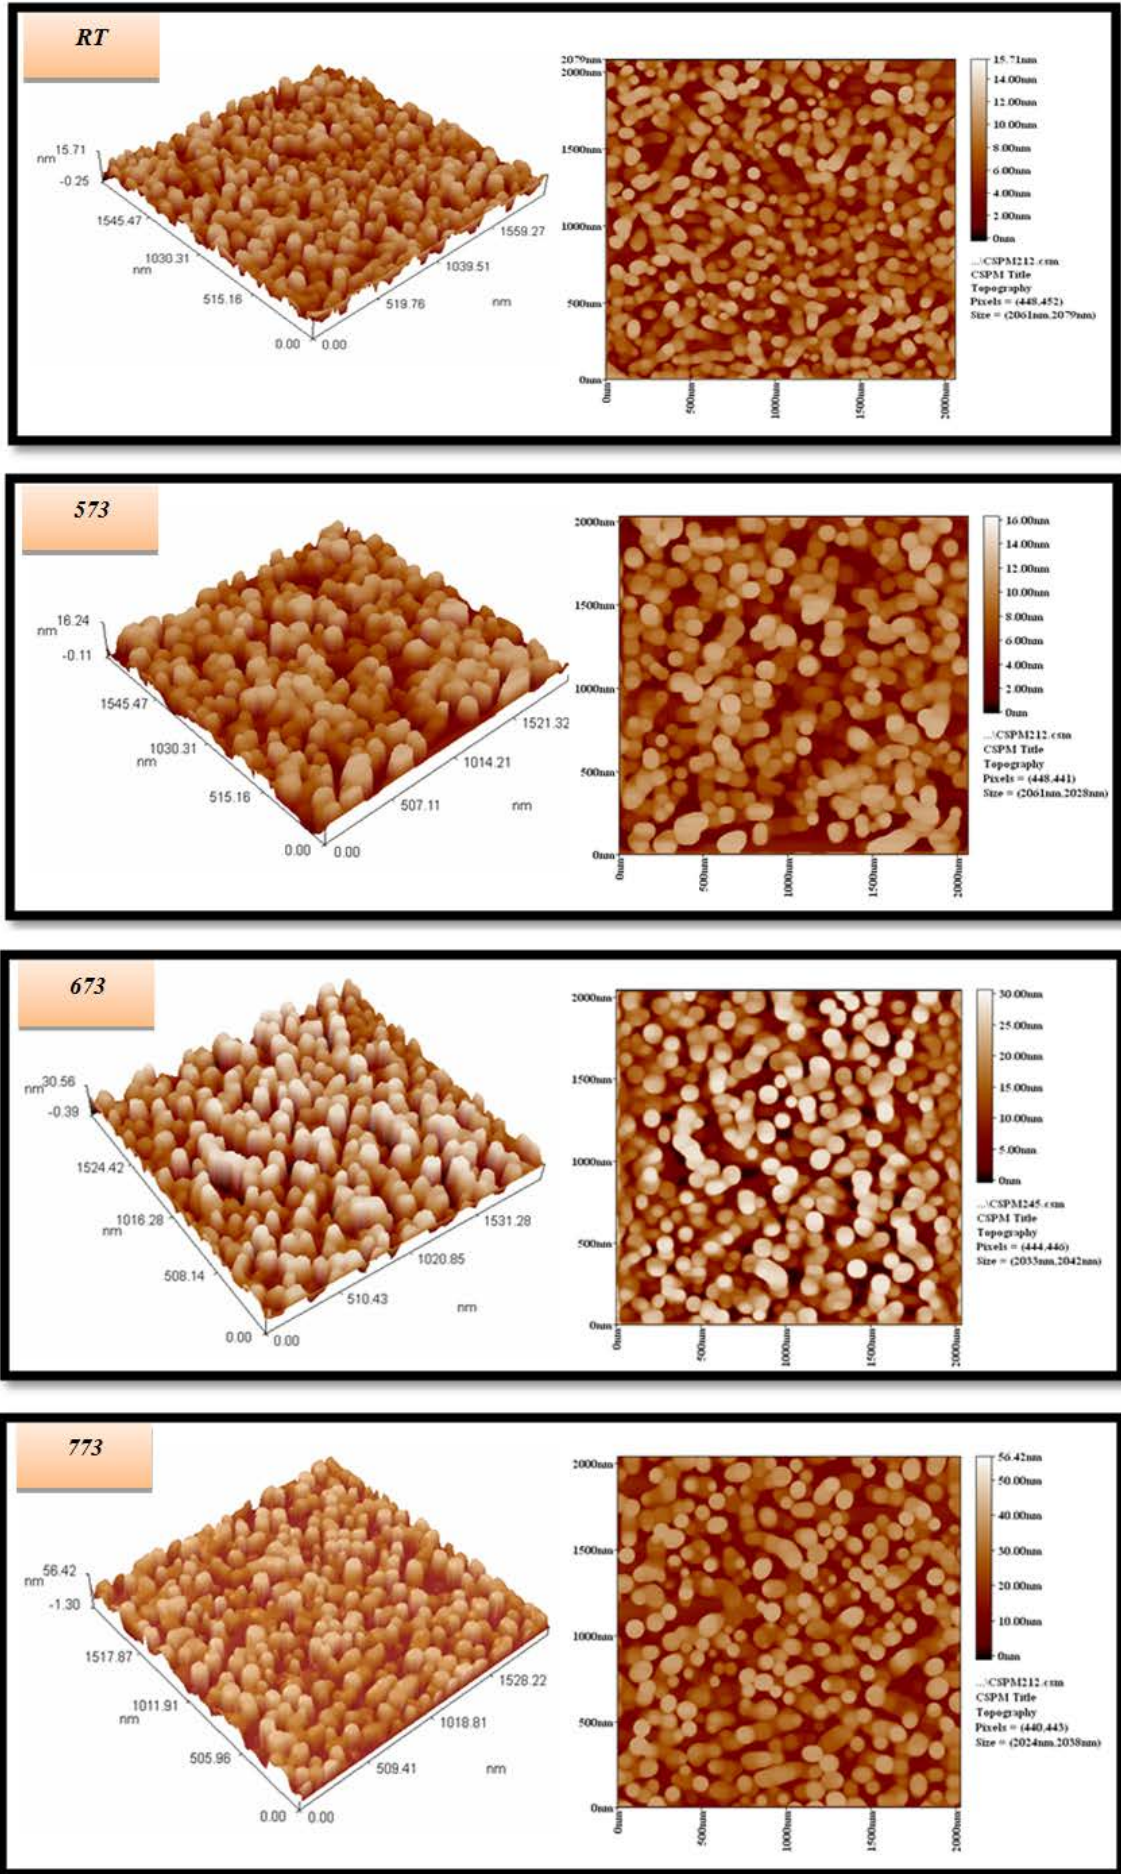 RT
nm
15.71
-0.25
1545.47
1030.31
nm
515.16
0.00
0.00
519.76
1039.51
1559.27
nm
2079nm
2000nm
1500nm
1000nm
500nm
0nm
0nm
500nm
1000nm
1500nm
2000nm
15.71nm
14.00nm
12.00nm
10.00nm
8.00nm
6.00nm
4.00nm
2.00nm
0nm
...\CSPM212.csm
CSPM Title
Topography
Pixels = (448,452)
Size = (2061nm,2079nm)
573
nm
16.24
-0.11
1545.47
1030.31
nm
515.16
0.00
0.00
507.11
1014.21
1521.32
nm
2000nm
1500nm
1000nm
500nm
0nm
0nm
500nm
1000nm
1500nm
2000nm
16.00nm
14.00nm
12.00nm
10.00nm
8.00nm
6.00nm
4.00nm
2.00nm
0nm
...\CSPM212.csm
CSPM Title
Topography
Pixels = (448,441)
Size = (2061nm,2028nm)
673
nm
30.56
-0.39
1524.42
1016.28
nm
508.14
0.00
0.00
510.43
1020.85
1531.28
nm
2000nm
1500nm
1000nm
500nm
0nm
0nm
500nm
1000nm
1500nm
2000nm
30.00nm
25.00nm
20.00nm
15.00nm
10.00nm
5.00nm
0nm
...\CSPM245.csm
CSPM Title
Topography
Pixels = (444,446)
Size = (2033nm,2042nm)
773
nm
56.42
-1.30
1517.87
1011.91
nm
505.96
0.00
0.00
509.41
1018.81
1528.22
nm
2000nm
1500nm
1000nm
500nm
0nm
0nm
500nm
1000nm
1500nm
2000nm
56.42nm
50.00nm
40.00nm
30.00nm
20.00nm
10.00nm
0nm
...\CSPM212.csm
CSPM Title
Topography
Pixels = (440,443)
Size = (2024nm,2038nm)